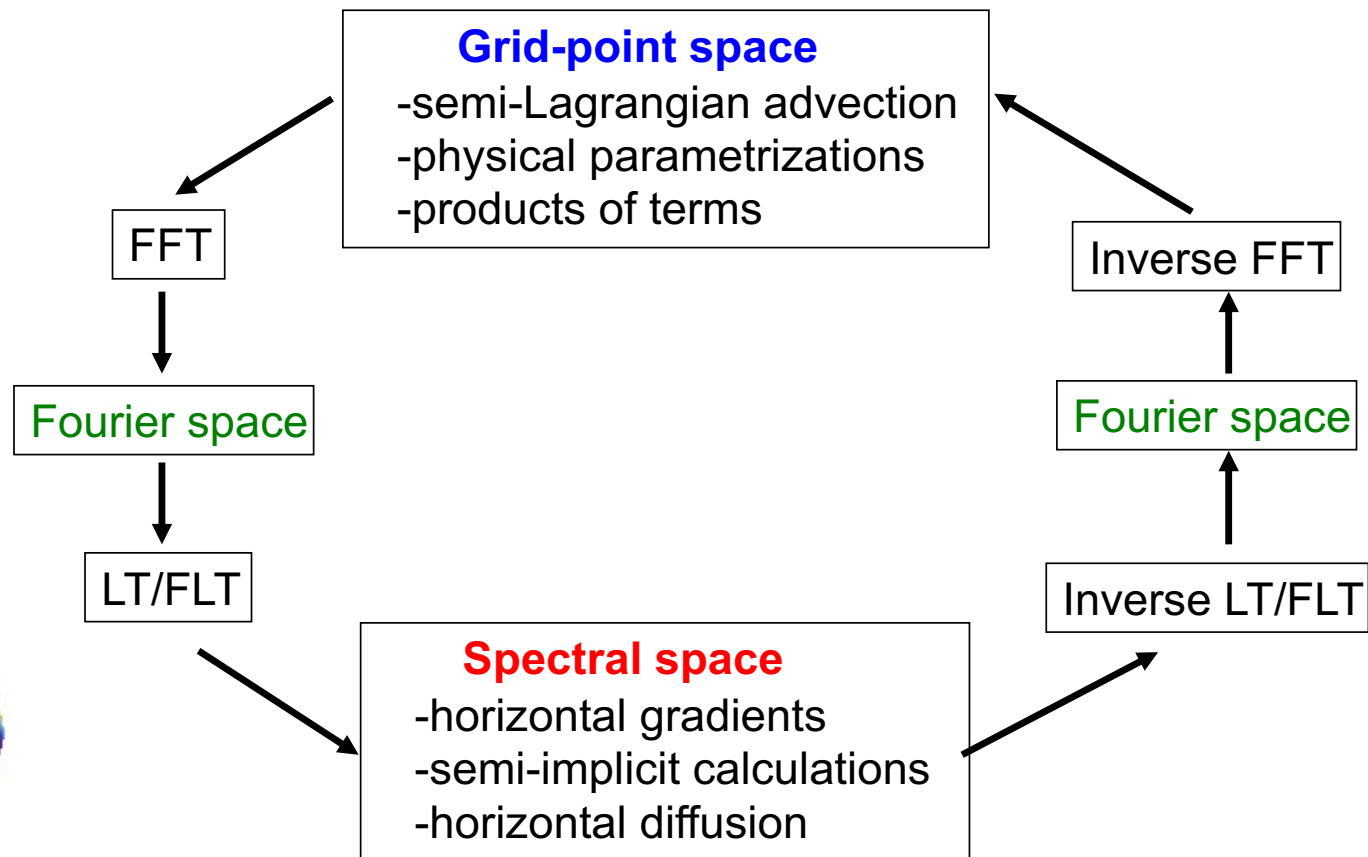 Grid-point space
-semi-Lagrangian advection
-physical parametrizations
-products of terms
FFT
Fourier space
LT/FLT
Spectral space
-horizontal gradients
-semi-implicit calculations
-horizontal diffusion
Inverse LT/FLT
Fourier space
Inverse FFT